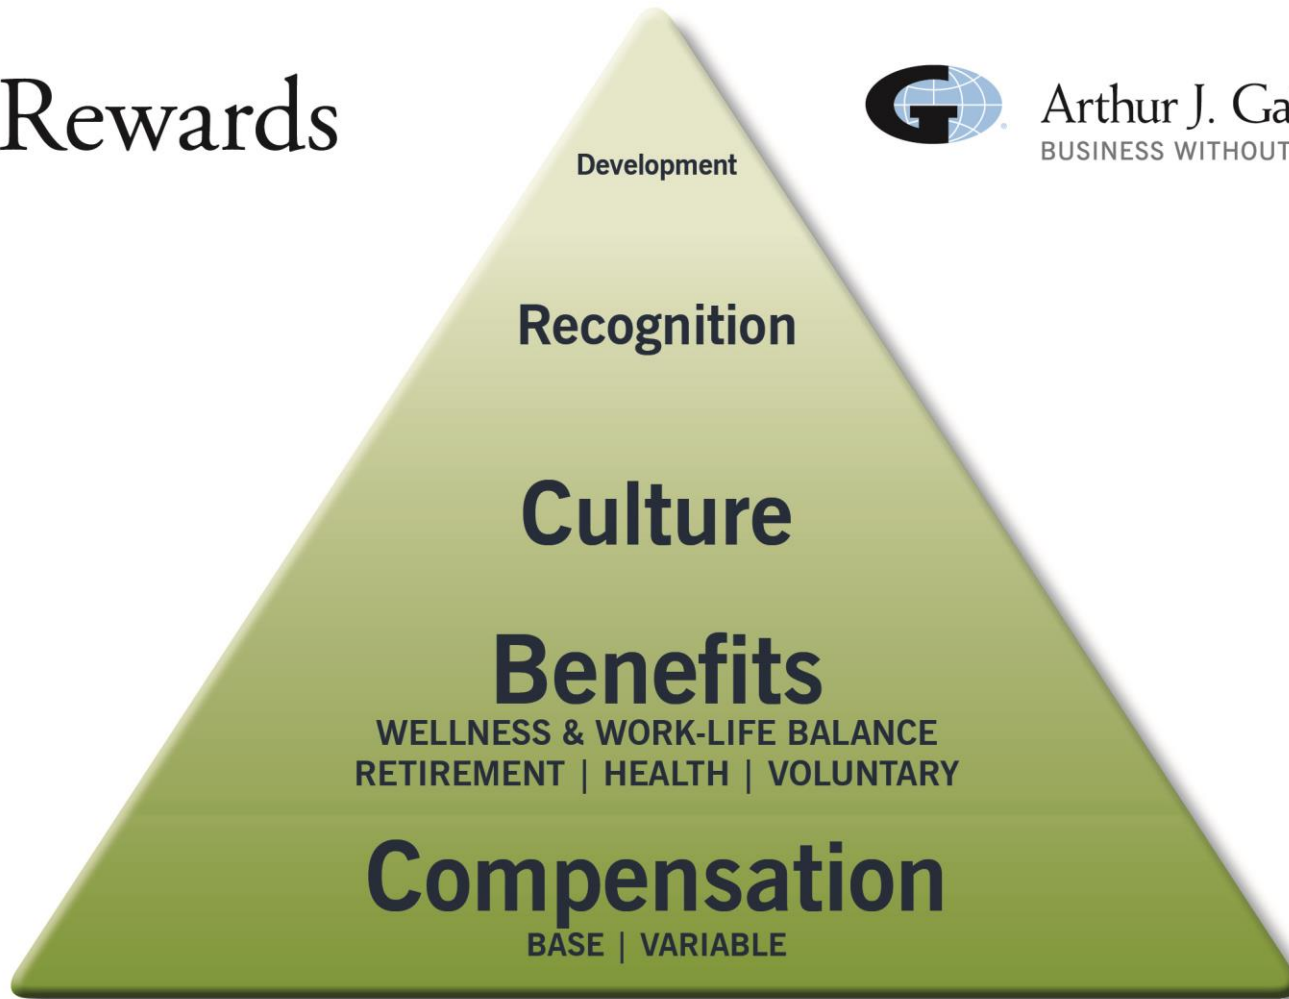 Rewards
Arthur J. Ga
BUSINESS WITHOUT
Development
Recognition
Culture
Benefits
WELLNESS & WORK-LIFE BALANCE
RETIREMENT | HEALTH | VOLUNTARY
Compensation
BASE | VARIABLE